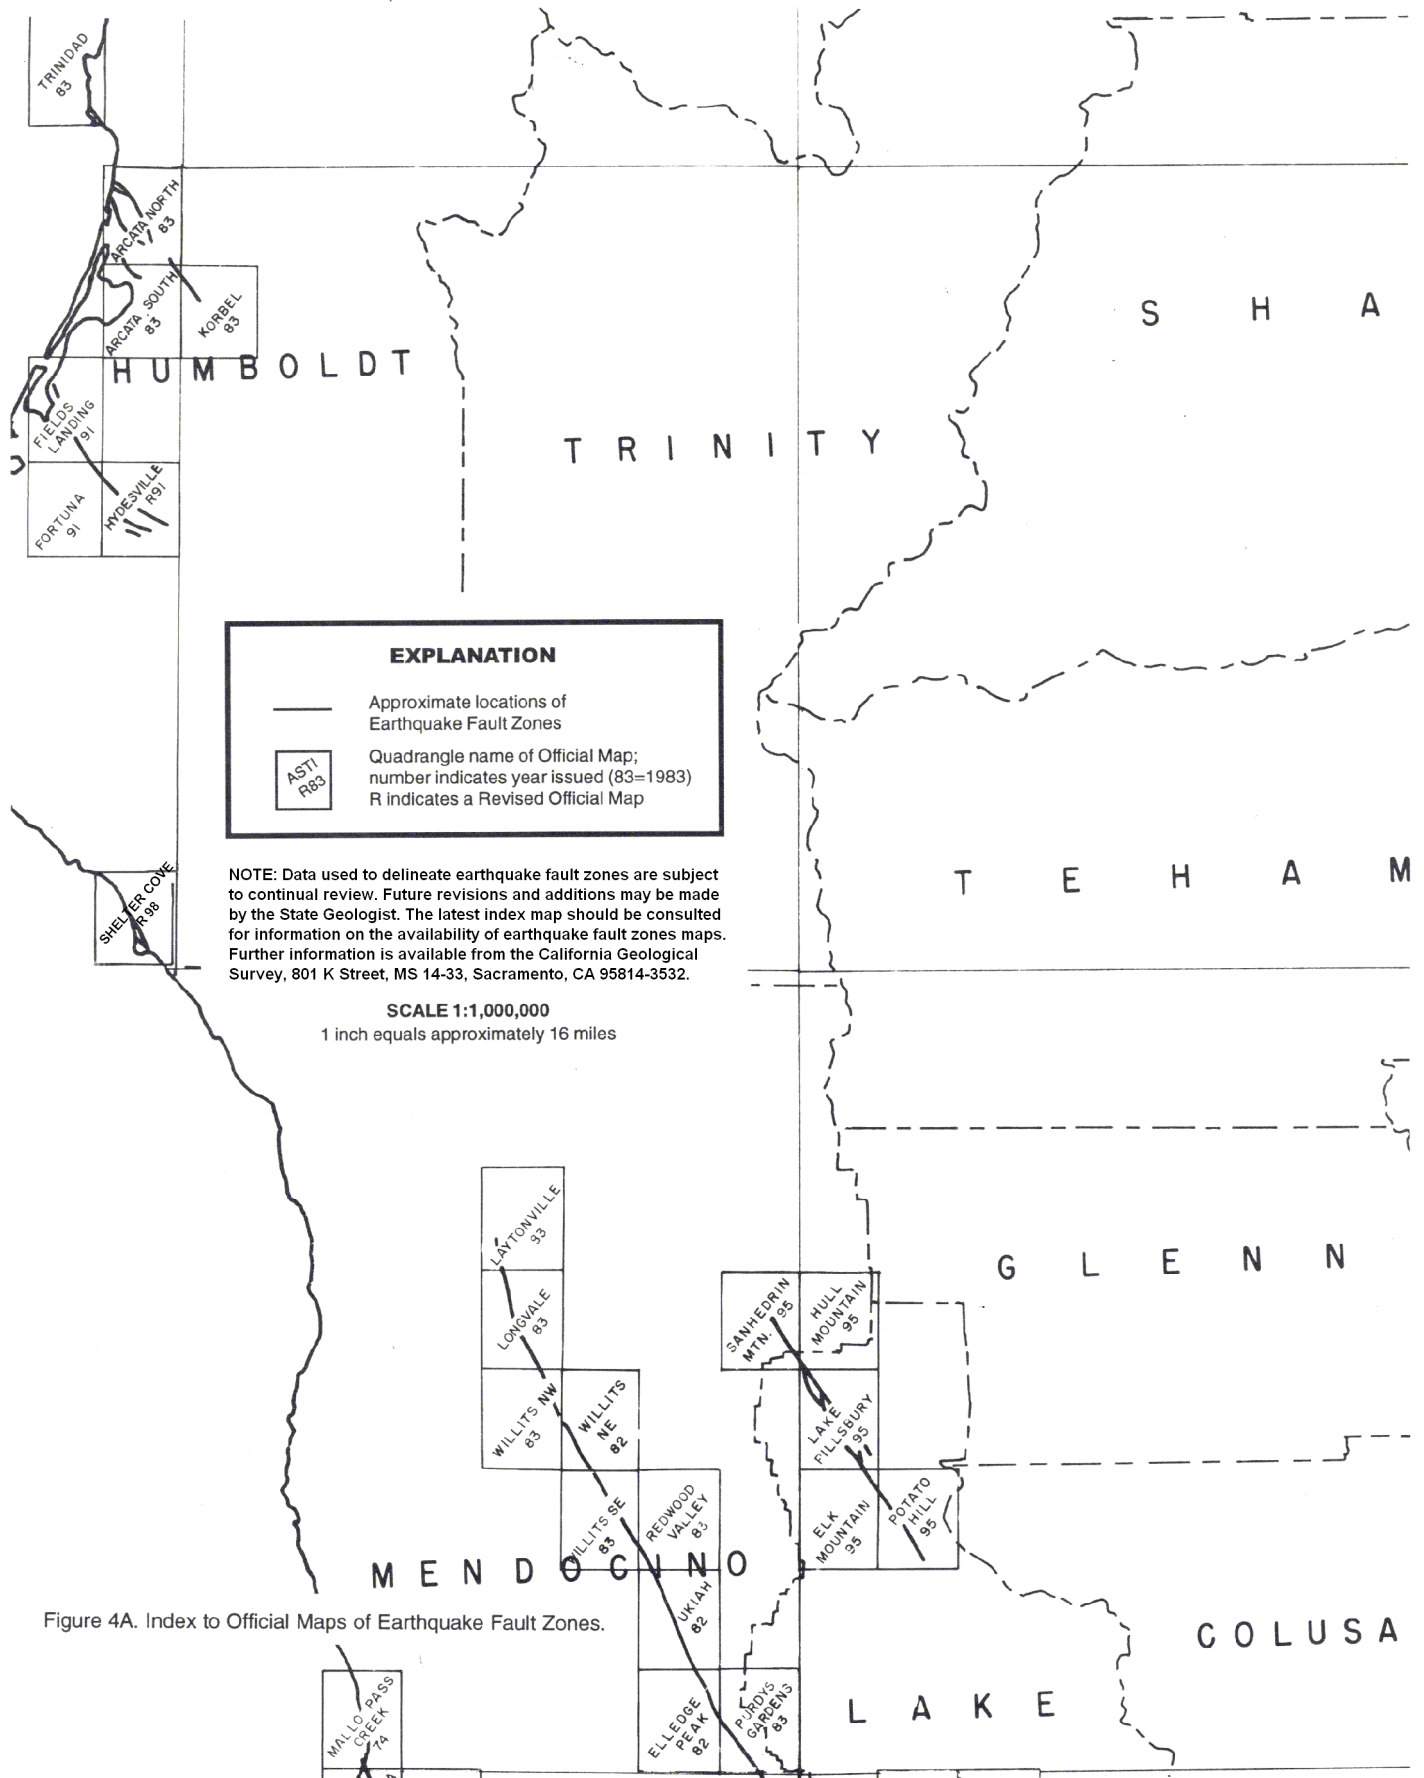 TRINIDAD
83
ARCATA NORTH
83
ARCATA SOUTH
83
KORBEL
83
HUMBOLDT
FIELDS
LANDING
91
FORTUNA
91
HYDESVILLE
R91
TRINITY
SHA
EXPLANATION
Approximate locations of
Earthquake Fault Zones
ASTI
R83
Quadrangle name of Official Map;
number indicates year issued (83=1983)
R indicates a Revised Official Map
SHELTER COVE
R 98
NOTE: Data used to delineate earthquake fault zones are subject
to continual review. Future revisions and additions may be made
by the State Geologist. The latest index map should be consulted
for information on the availability of earthquake fault zones maps.
Further information is available from the California Geological
Survey, 801 K Street, MS 14-33, Sacramento, CA 95814-3532.
SCALE 1:1,000,000
1 inch equals approximately 16 miles
TEHAM
GLENN
LAYTONVILLE
83
LONGVALE
83
WILLITS NW
83
WILLITS
NE
82
WILLITS SE
83
REDWOOD
VALLEY
83
SANHEDRIN
MTN. 95
HULL
MOUNTAIN
95
LAKE
PILLSBURY
95
ELK
MOUNTAIN
95
POTATO
HILL
95
MENDOCINO
UKIAH
82
Figure 4A. Index to Official Maps of Earthquake Fault Zones.
COLUSA
LAKE
MALLO PASS
CREEK
74
ELLEDGE
PEAK
82
PURDYS
GARDENS
83